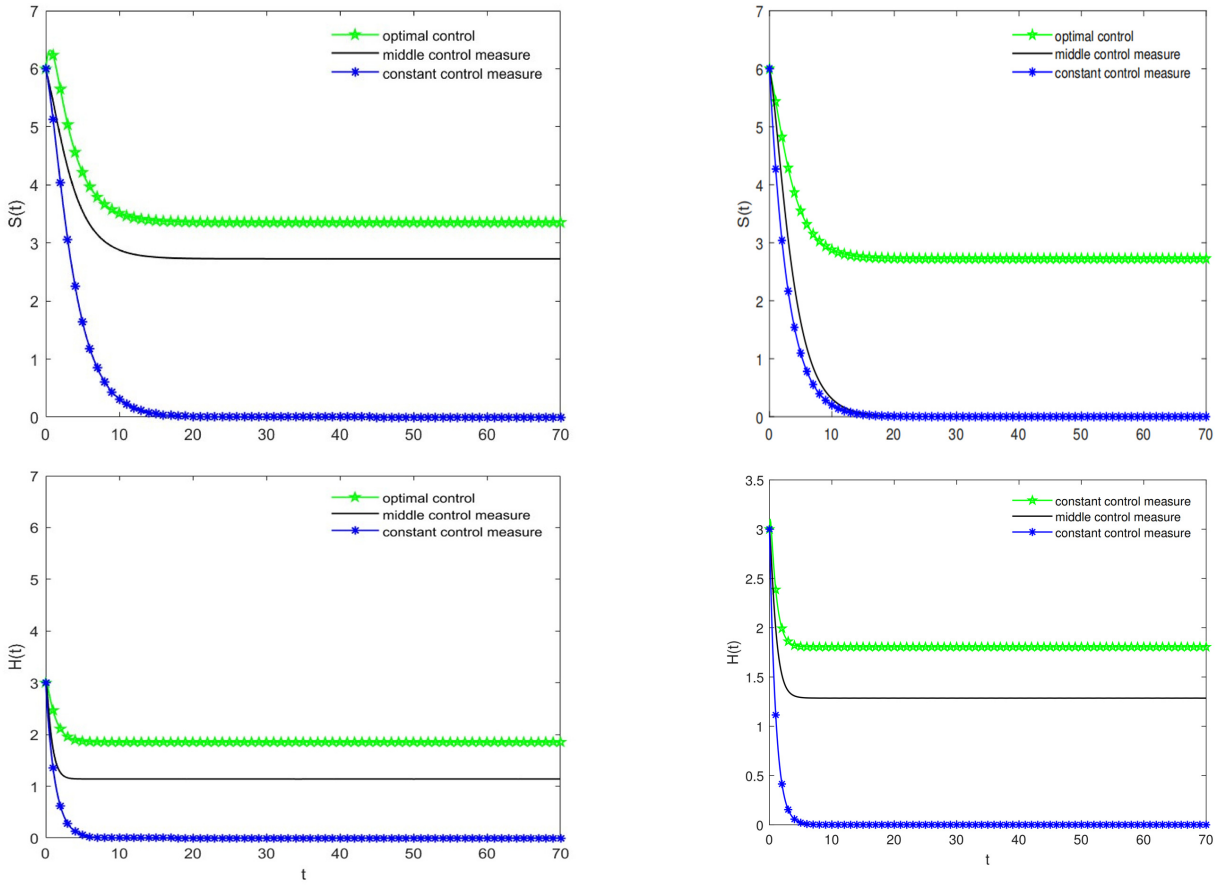 7
6
5
4
3
2
1
0
S(t)
optimal control
middle control measure
constant control measure
0 10 20 30 40 50 60 70
7
6
5
4
3
2
1
0
S(t)
optimal control
middle control measure
constant control measure
0 10 20 30 40 50 60 70
7
6
5
4
3
2
1
0
H(t)
optimal control
middle control measure
constant control measure
0 10 20 30 40 50 60 70
t
3.5
3
2.5
2
1.5
1
0.5
0
H(t)
constant control measure
middle control measure
constant control measure
0 10 20 30 40 50 60 70
t